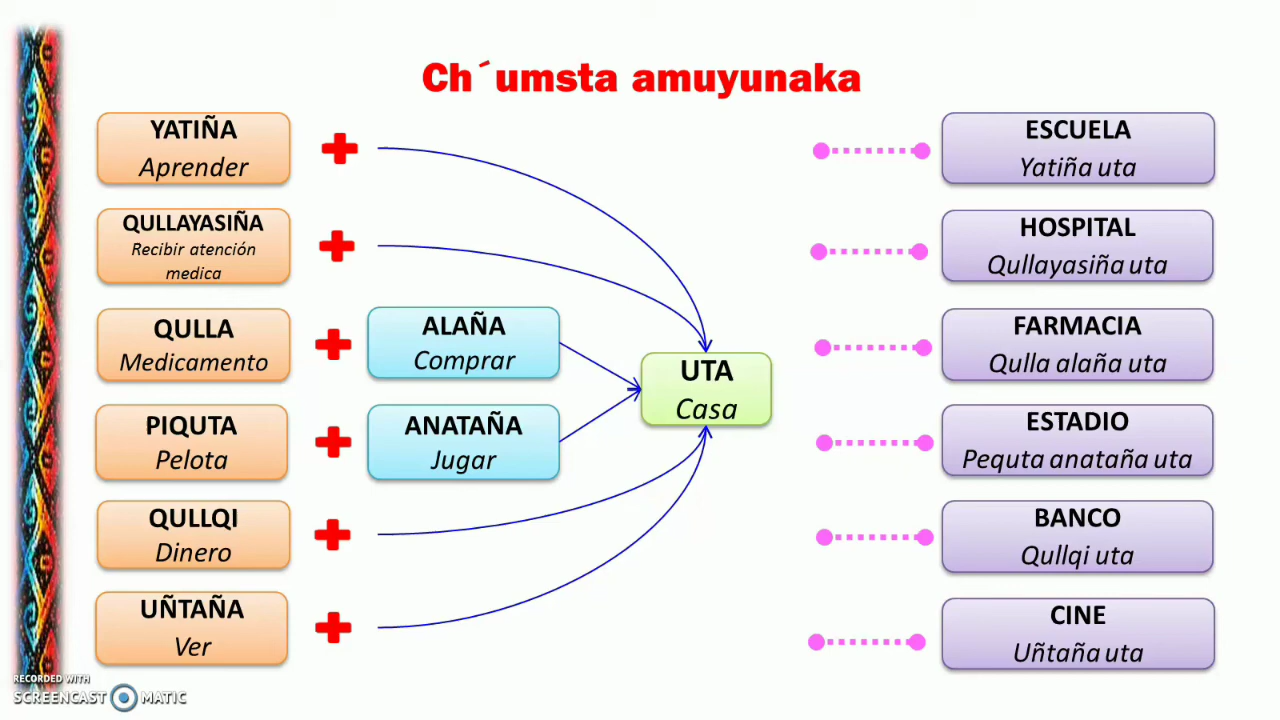 Ch´umsta amuyunaka
YATIÑA
Aprender
ESCUELA
Yatiña uta
QULLAYASIÑA
Recibir atención
medica
HOSPITAL
Qullayasiña uta
QULLA
Medicamento
ALAÑA
Comprar
FARMACIA
Qulla alaña uta
UTA
Casa
PIQUTA
Pelota
ANATAÑA
Jugar
ESTADIO
Pequta anataña uta
QULLQI
Dinero
BANCO
Qullqi uta
UÑTAÑA
Ver
CINE
Uñtaña uta
RECORDED WITH
SCREENCAST MATIC